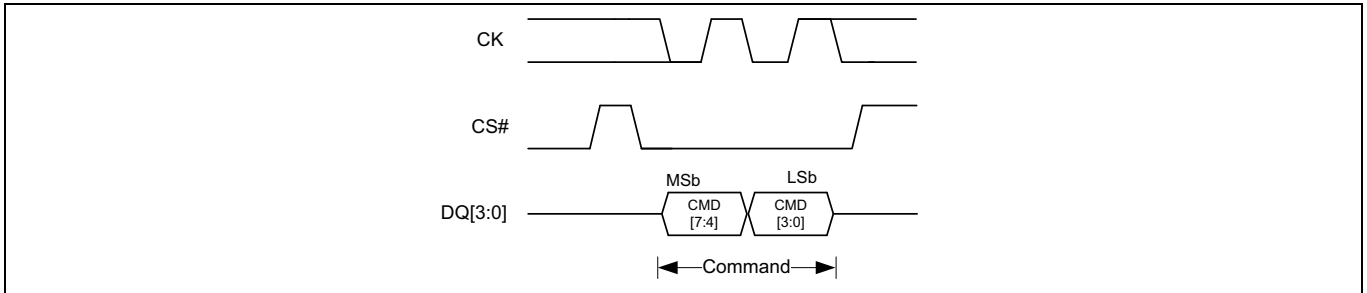 CK
CS#
MSb LSb
DQ[3:0] CMD CMD
[7:4] [3:0]
Command